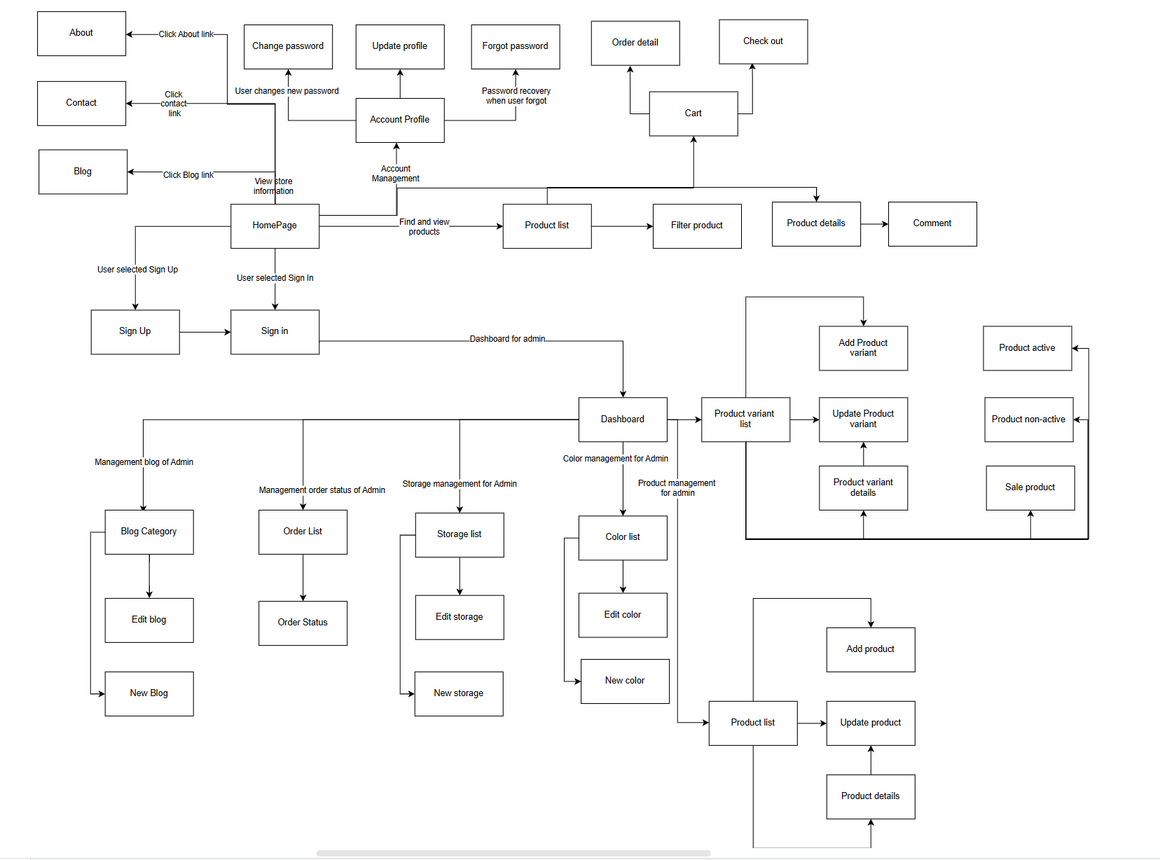 About
Click About link
Change password
Update profile
Forgot password
Order detail
Check out
User changes new password
Password recovery
when user forgot
Contact
Click
contact
link
Account Profile
Cart
Blog
Click Blog link
View store
information
Account
Management
HomePage
Find and view
products
Product list
Filter product
Product details
Comment
User selected Sign Up
User selected Sign In
Sign Up
Sign in
Dashboard for admin
Add Product
variant
Product active
Dashboard
Product variant
list
Update Product
variant
Product non-active
Management blog of Admin
Management order status of Admin
Storage management for Admin
Color management for Admin
Product management
for admin
Product variant
details
Sale product
Blog Category
Order List
Storage list
Color list
Edit blog
Order Status
Edit storage
Edit color
New Blog
New storage
New color
Add product
Product list
Update product
Product details